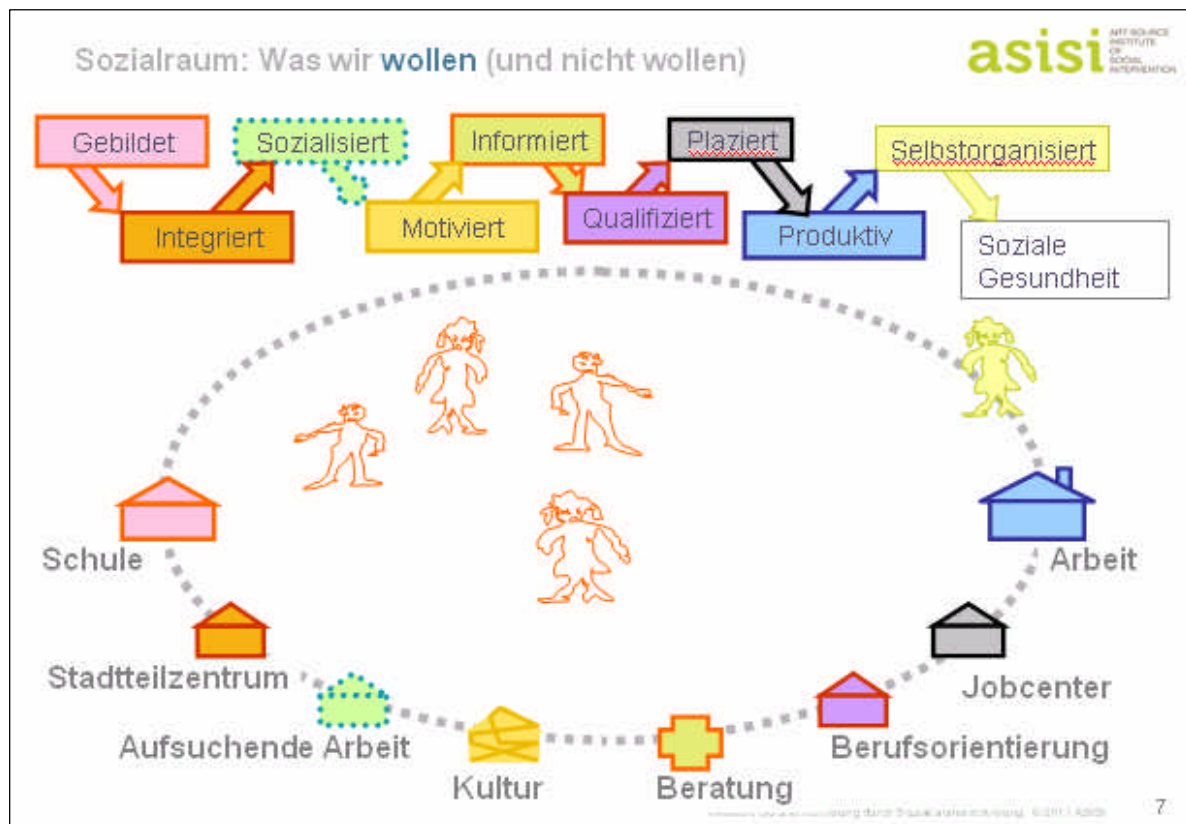 Sozialraum: Was wir wollen (und nicht wollen)
asisi
ART SOURCE
INSTITUTE
OF
SOCIAL
INTERVENTION
Gebildet
Sozialisiert
Informiert
Plaziert
Selbstorganisiert
Integriert
Motiviert
Qualifiziert
Produktiv
Soziale
Gesundheit
Schule
Arbeit
Stadtteilzentrum
Jobcenter
Aufsuchende Arbeit
Berufsorientierung
Kultur
Beratung
durch
7